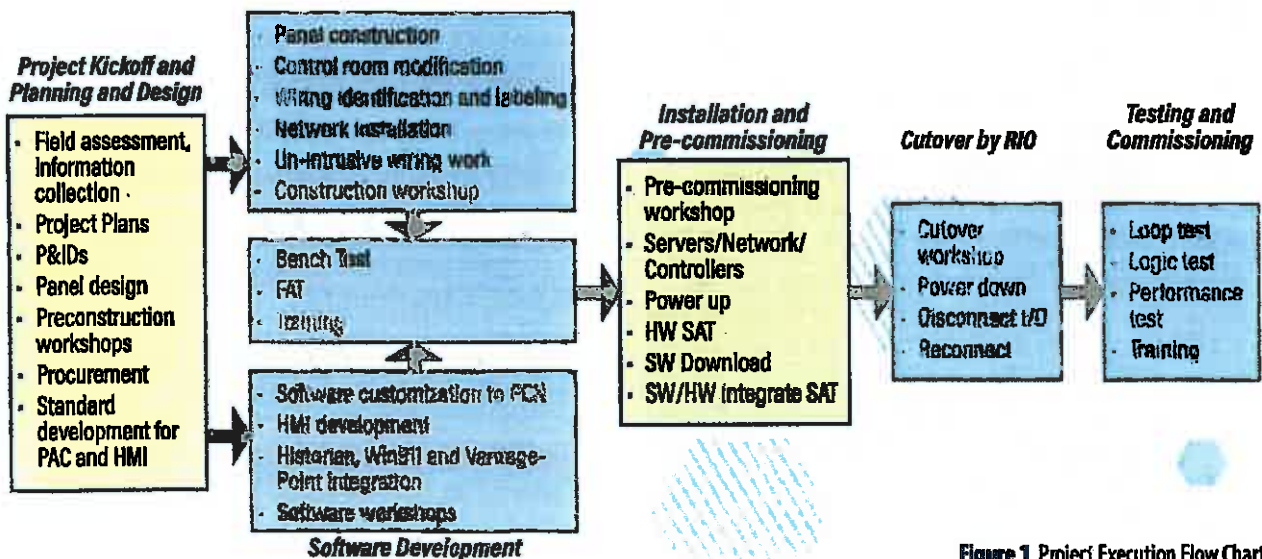 Project Kickoff and
Planning and Design
- Field assessment,
Information
collection
- Project Plans
- P&IDs
- Panel design
- Preconstruction
workshops
- Procurement
- Standard
development for
PAC and HMI
- Panel construction
- Control room modification
- Wiring identification and labeling
- Network installation
- Un-intrusive wiring work
- Construction workshop
- Bench Test
- FAT
- Training
- Software customization to PCN
- HMI development
- Historian, Win911 and Vantage-
Point integration
- Software workshops
Software Development
Installation and
Pre-commissioning
- Pre-commissioning
workshop
- Servers/Network/
Controllers
- Power up
- HW SAT
- SW Download
- SW/HW integrate SAT
Cutover by RIO
- Cutover
workshop
- Power down
- Disconnect I/O
- Reconnect
Testing and
Commissioning
- Loop test
- Logic test
- Performance
test
- Training
Figure 1 Project Execution Flow Chart